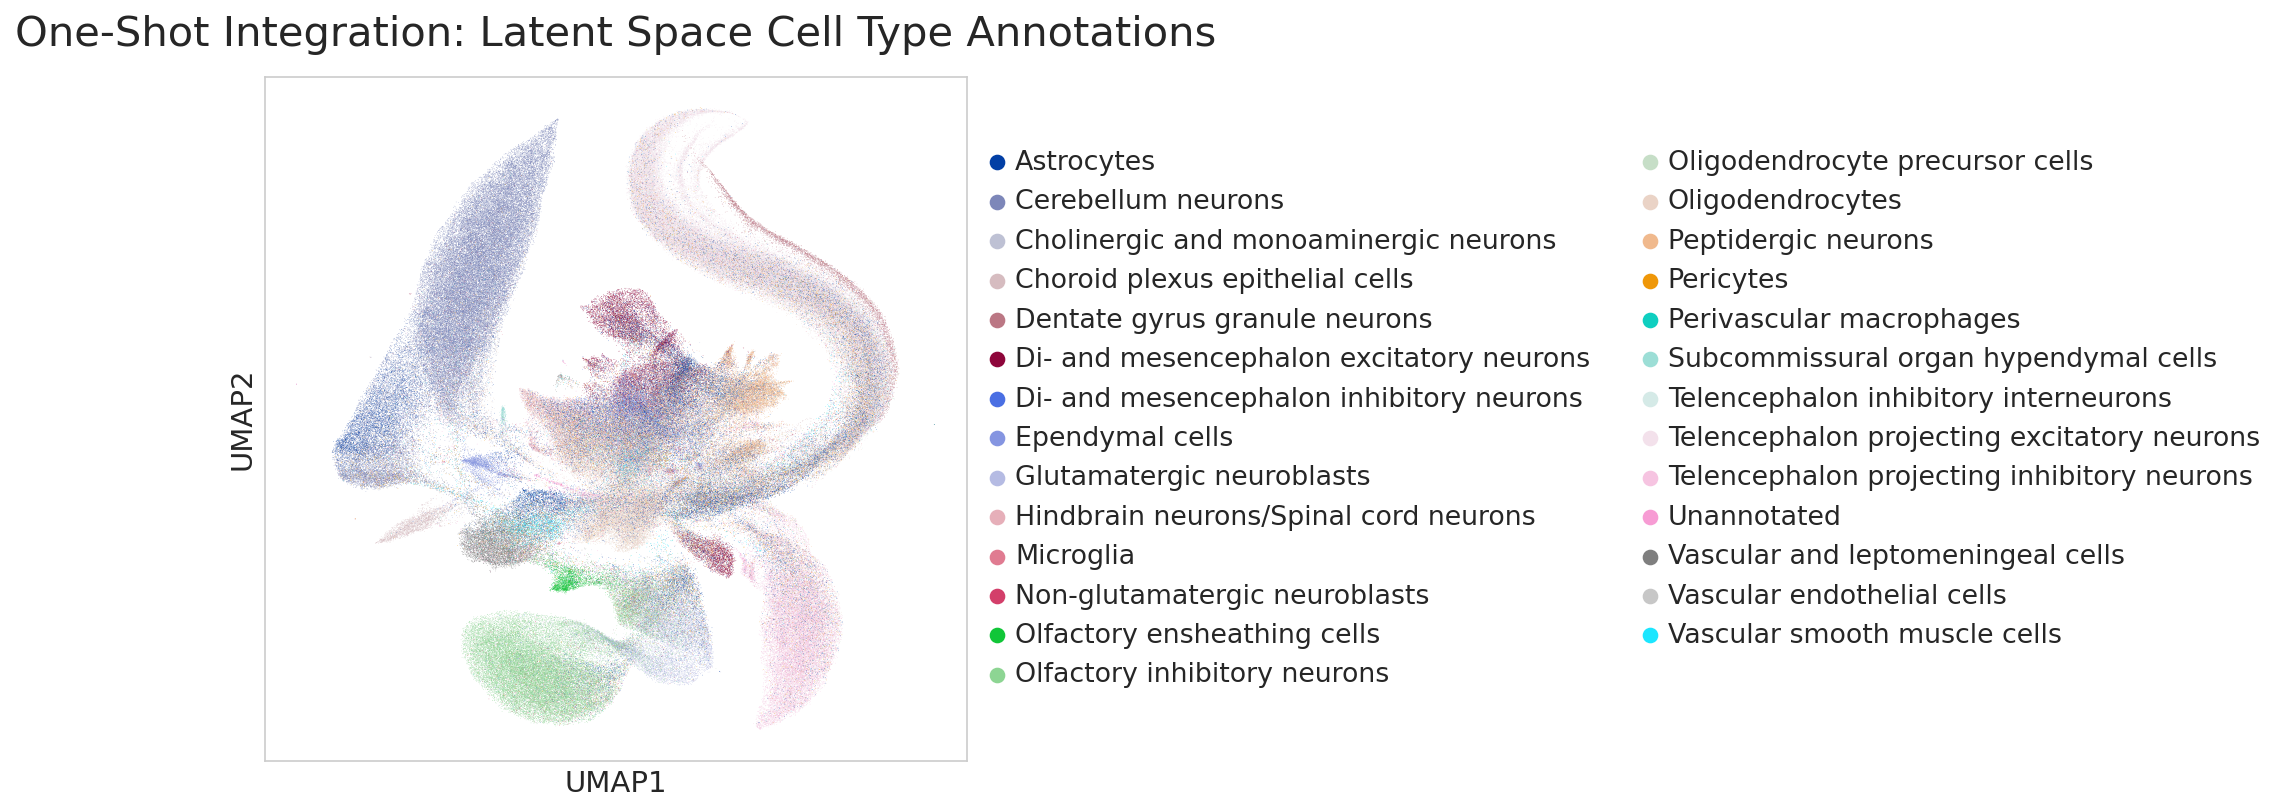 One-Shot Integration: Latent Space Cell Type Annotations
UMAP2
UMAP1
Astrocytes
Cerebellum neurons
Cholinergic and monoaminergic neurons
Choroid plexus epithelial cells
Dentate gyrus granule neurons
Di- and mesencephalon excitatory neurons
Di- and mesencephalon inhibitory neurons
Ependymal cells
Glutamatergic neuroblasts
Hindbrain neurons/Spinal cord neurons
Microglia
Non-glutamatergic neuroblasts
Olfactory ensheathing cells
Olfactory inhibitory neurons
Oligodendrocyte precursor cells
Oligodendrocytes
Peptidergic neurons
Pericytes
Perivascular macrophages
Subcommissural organ hypendymal cells
Telencephalon inhibitory interneurons
Telencephalon projecting excitatory neurons
Telencephalon projecting inhibitory neurons
Unannotated
Vascular and leptomeningeal cells
Vascular endothelial cells
Vascular smooth muscle cells